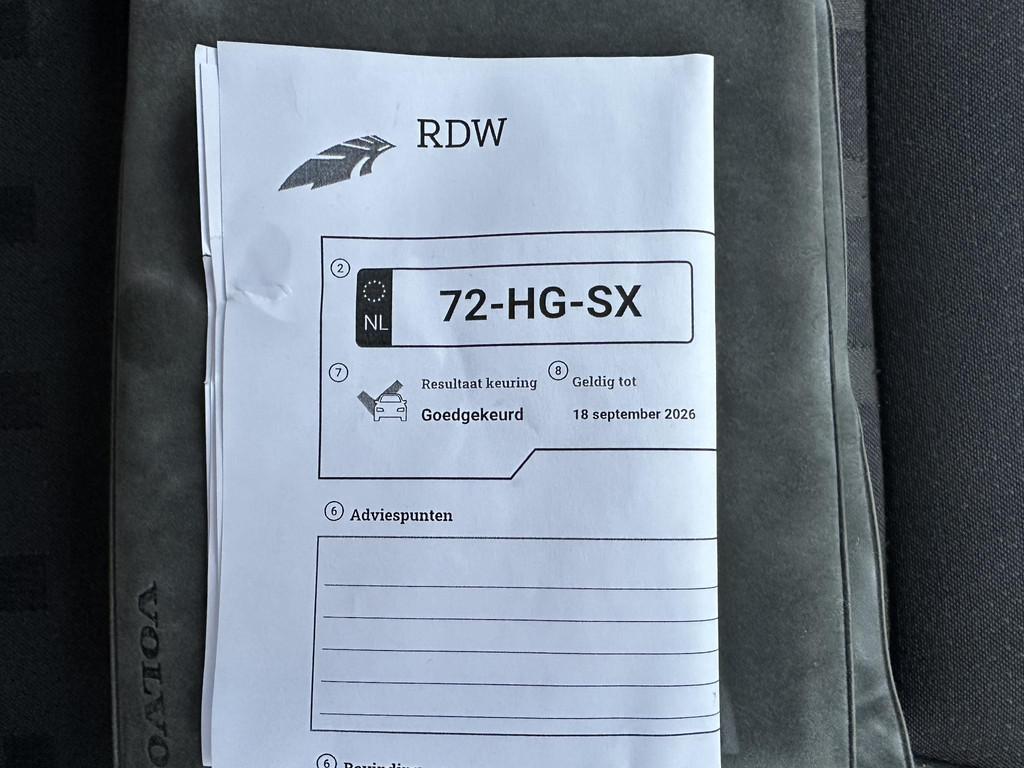 RDW
2
NL
72-HG-SX
7
Resultaat keuring
8
Geldig tot
Goedgekeurd
18 september 2026
6 Adviespunten
VOLVO
6